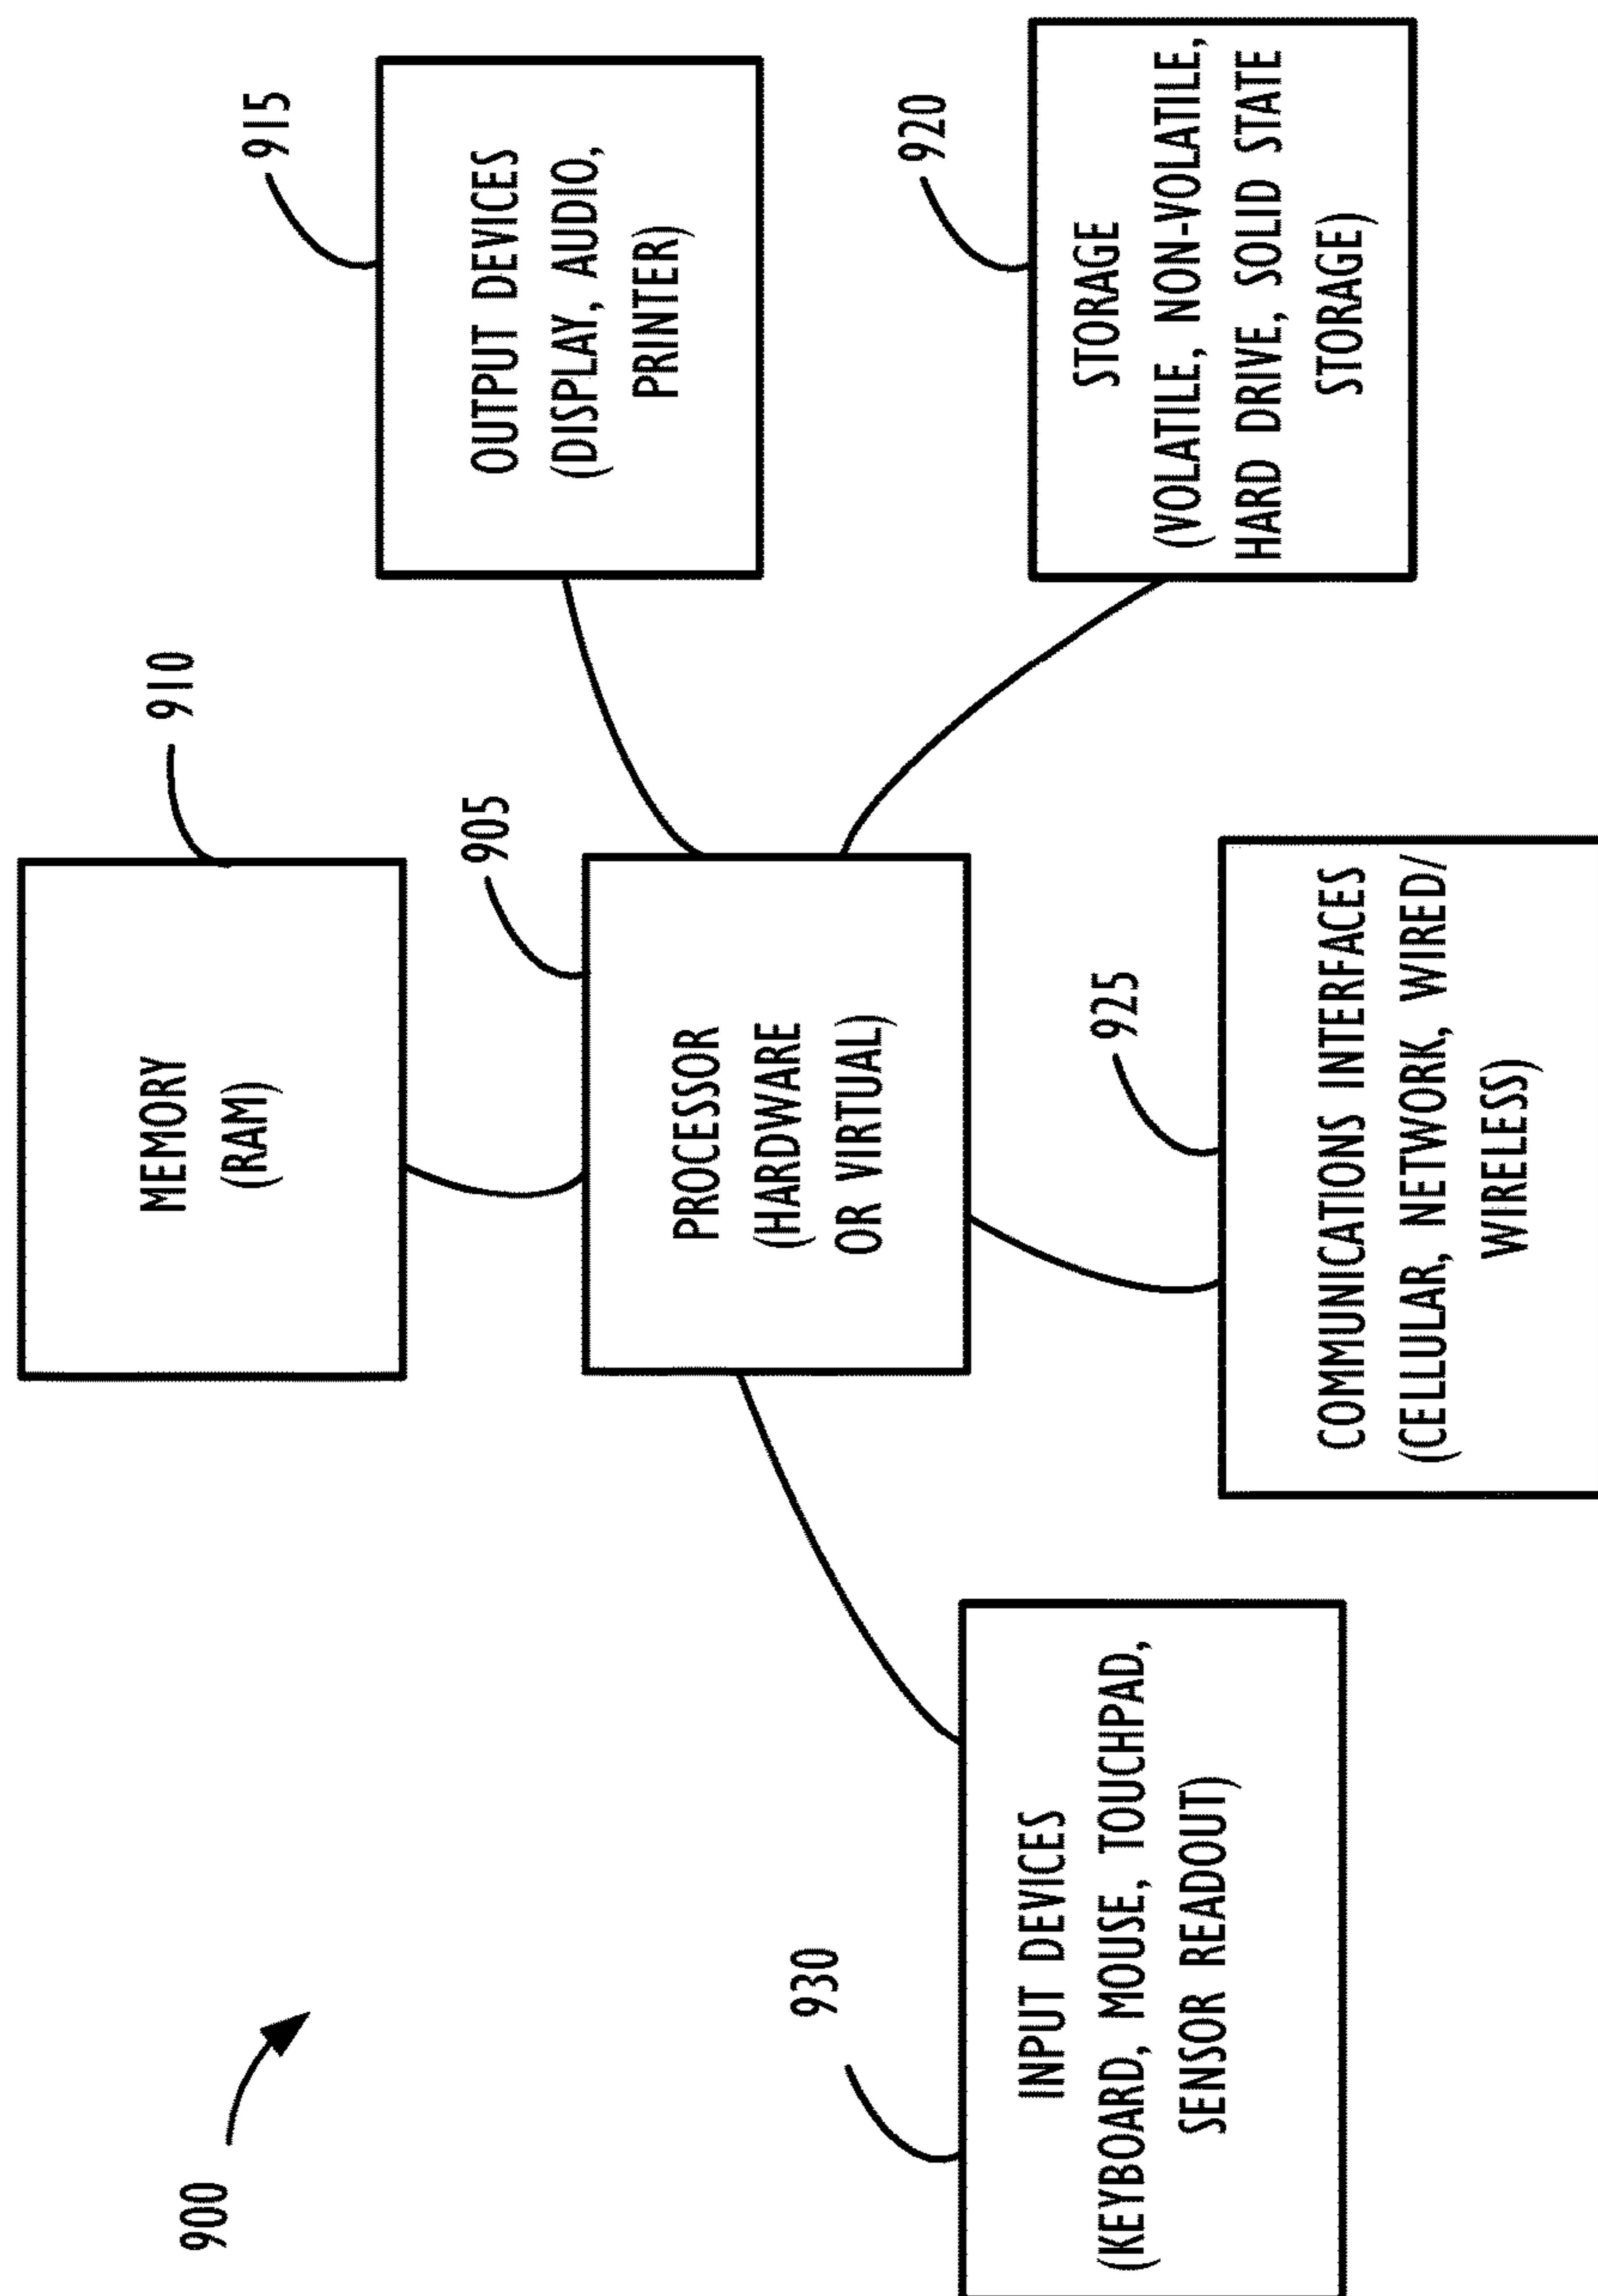 900
910
MEMORY
(RAM)
915
OUTPUT DEVICES
(DISPLAY, AUDIO,
PRINTER)
905
PROCESSOR
(HARDWARE
OR VIRTUAL)
920
STORAGE
(VOLATILE, NON-VOLATILE,
HARD DRIVE, SOLID STATE
STORAGE)
930
INPUT DEVICES
(KEYBOARD, MOUSE, TOUCHPAD,
SENSOR READOUT)
925
COMMUNICATIONS INTERFACES
(CELLULAR, NETWORK, WIRED/
WIRELESS)